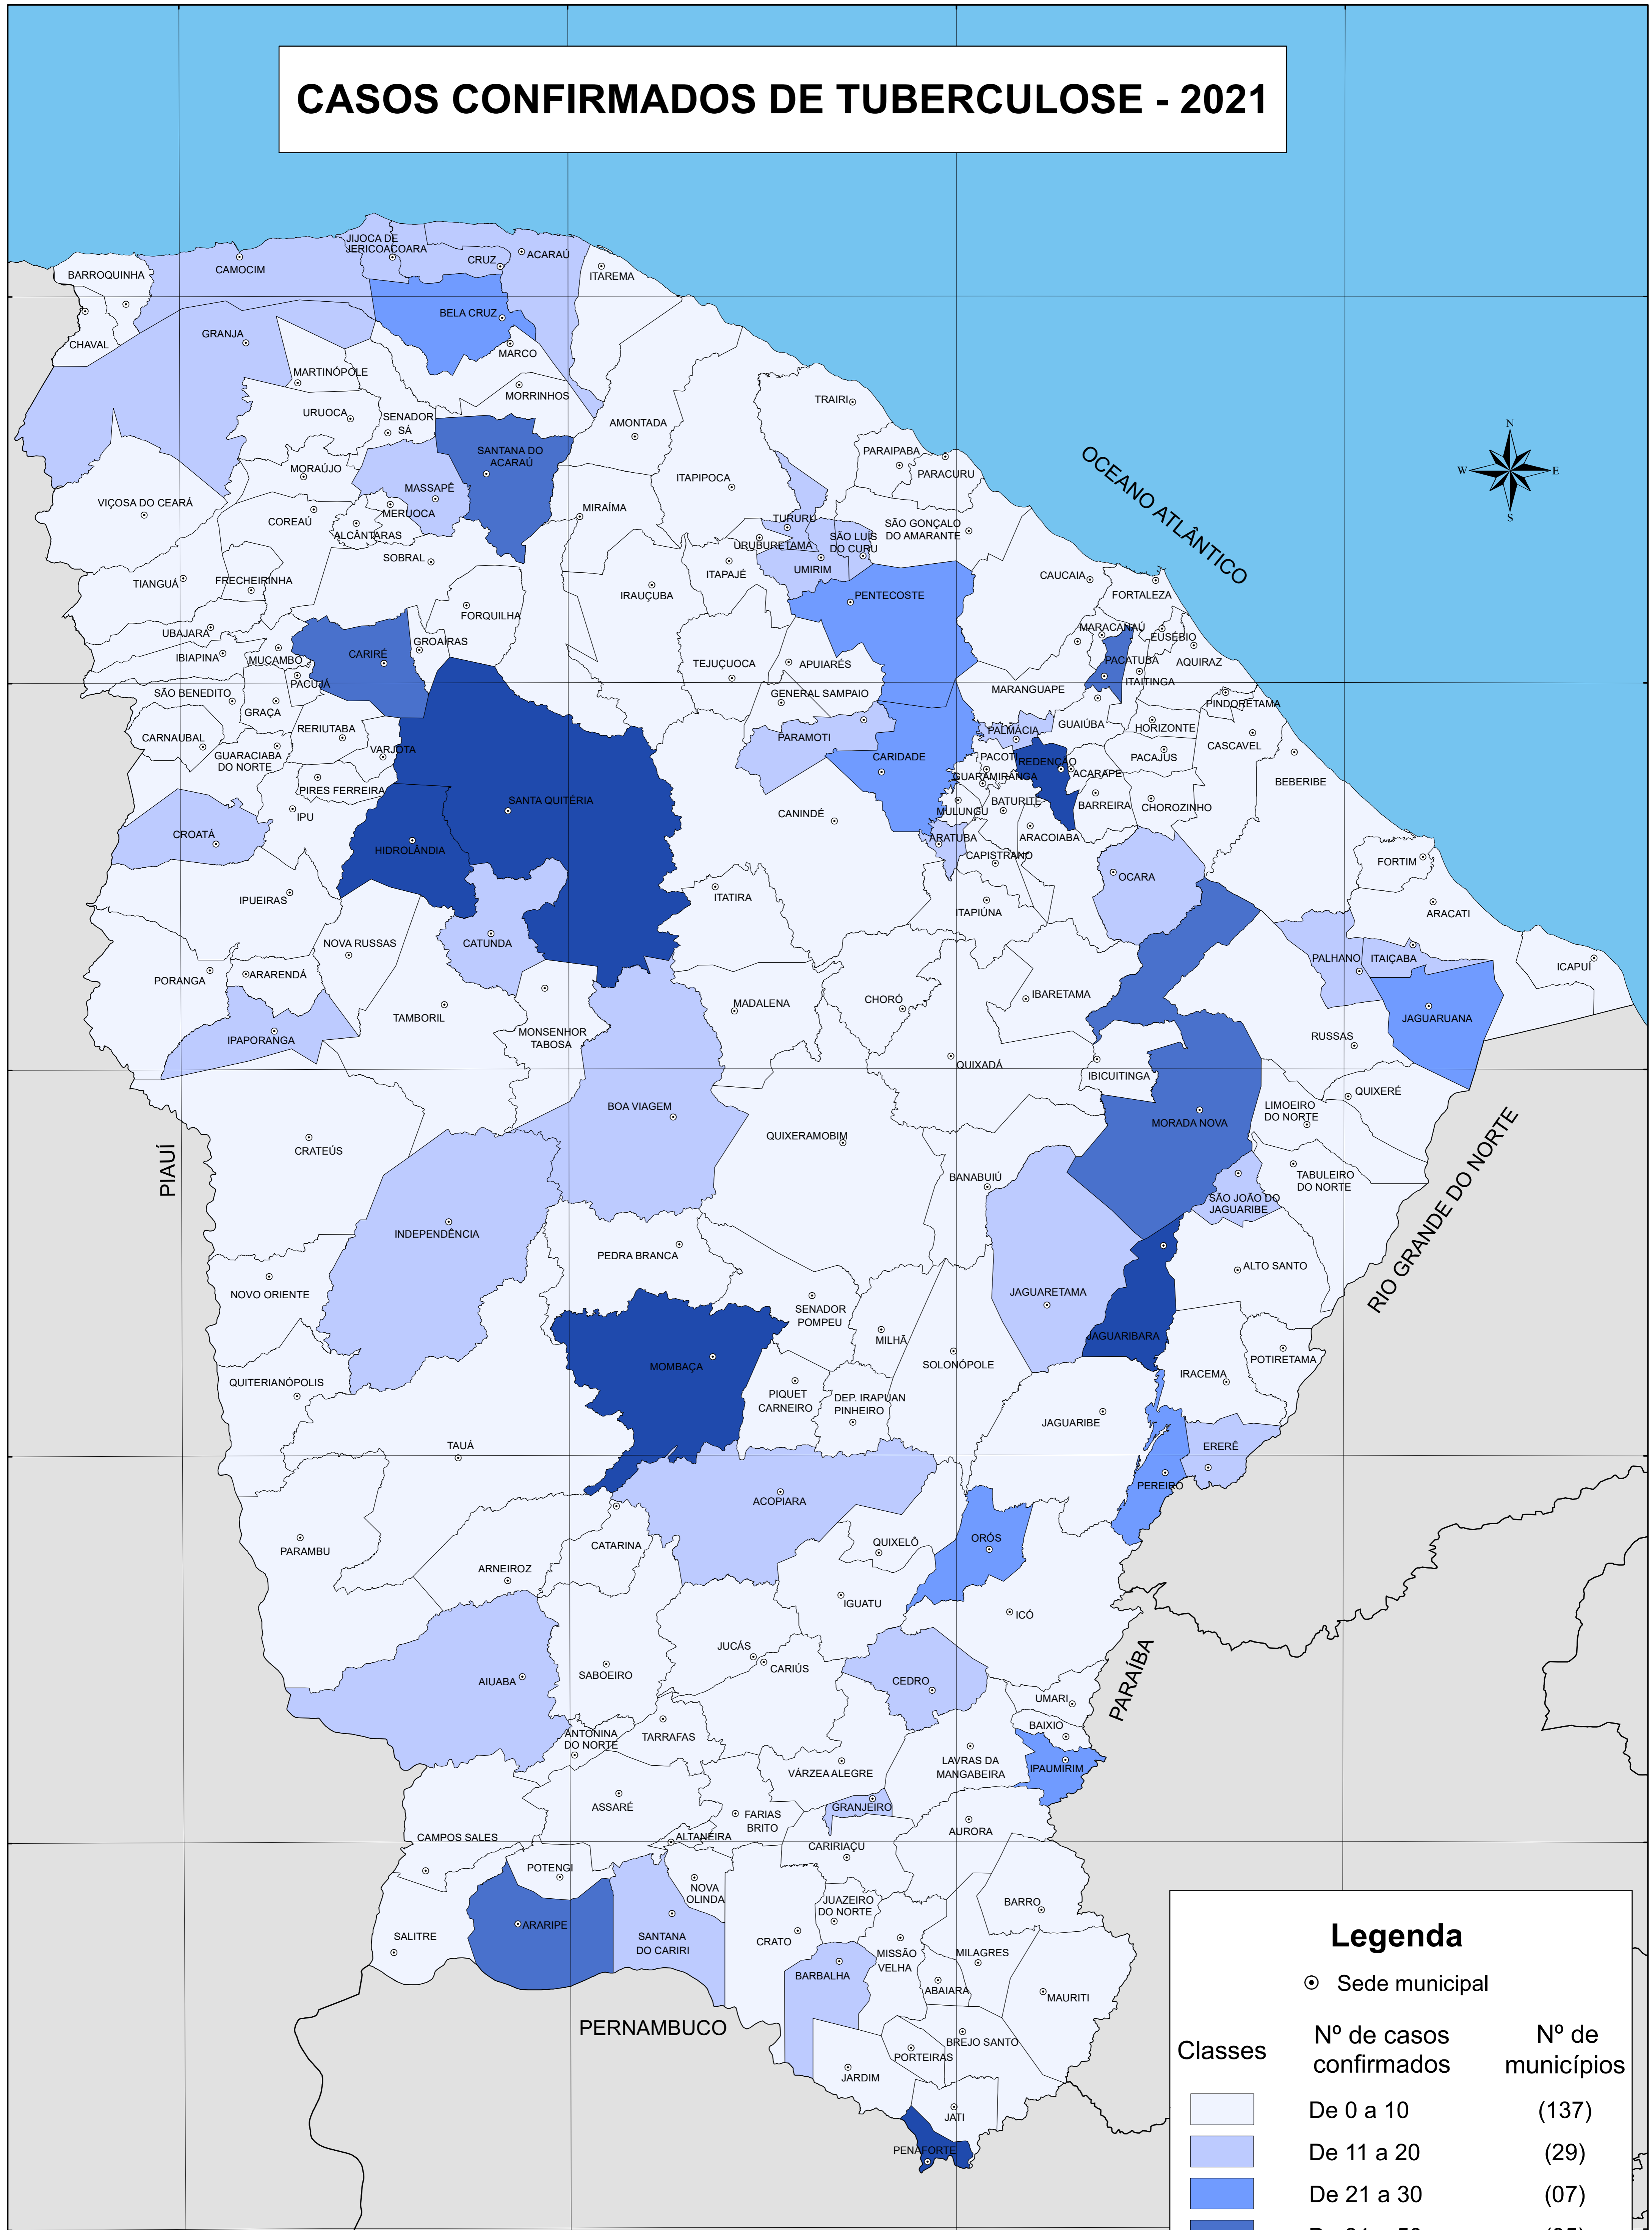 CASOS CONFIRMADOS DE TUBERCULOSE - 2021
JIJOCA DE
JERICOACOARA
ACARAÚ
CRUZ
CAMOCIM
BARROQUINHA
ITAREMA
BELA CRUZ
GRANJA
CHAVAL
MARCO
MARTINÓPOLE
MORRINHOS
TRAIRI
URUOCA
SENADOR
SÁ
AMONTADA
N
W
E
S
OCEANO ATLÂNTICO
SANTANA DO
ACARAÚ
PARAIPABA
PARACURU
MORAÚJO
ITAPIPOCA
MASSAPÊ
VIÇOSA DO CEARÁ
MERUOCA
MIRAÍMA
COREAÚ
TURURU
SÃO GONÇALO
DO AMARANTE
ALCÂNTARAS
URUBURETAMA
SÃO LUÍS
DO CURU
SOBRAL
UMIRIM
ITAPAJÉ
CAUCAIA
TIANGUÁ
FRECHEIRINHA
IRAUÇUBA
PENTECOSTE
FORTALEZA
FORQUILHA
UBAJARA
MARACANAÚ
EUSÉBIO
GROAÍRAS
IBIAPINA
MUCAMBO
CARIRÉ
TEJUÇUOCA
APUIARÉS
PACATUBA
AQUIRAZ
PACUJÁ
ITAITINGA
SÃO BENEDITO
GENERAL SAMPAIO
MARANGUAPE
PINDORETAMA
GRAÇA
RERIUTABA
GUAIÚBA
HORIZONTE
CARNAUBAL
PARAMOTI
PALMÁCIA
CASCAVEL
GUARACIABA
DO NORTE
VARJOTA
CARIDADE
PACOTI
REDENÇÃO
PACAJUS
ACARAPE
GUARAMIRANGA
BEBERIBE
PIRES FERREIRA
SANTA QUITÉRIA
BATURITÉ
BARREIRA
CHOROZINHO
IPU
CANINDÉ
MULUNGU
CROATÁ
ARATUBA
ARACOIABA
HIDROLÂNDIA
CAPISTRANO
FORTIM
OCARA
IPUEIRAS
ITATIRA
ITAPIÚNA
ARACATI
NOVA RUSSAS
CATUNDA
PALHANO
ITAIÇABA
ICAPUÍ
PORANGA
ARARENDÁ
MADALENA
CHORÓ
IBARETAMA
TAMBORIL
JAGUARUANA
MONSENHOR
TABOSA
IPAPORANGA
RUSSAS
QUIXADÁ
IBICUITINGA
QUIXERÉ
BOA VIAGEM
LIMOEIRO
DO NORTE
MORADA NOVA
QUIXERAMOBIM
CRATEÚS
PIAUÍ
RIO GRANDE DO NORTE
BANABUIÚ
TABULEIRO
DO NORTE
SÃO JOÃO DO
JAGUARIBE
INDEPENDÊNCIA
PEDRA BRANCA
ALTO SANTO
NOVO ORIENTE
JAGUARETAMA
SENADOR
POMPEU
JAGUARIBARA
MILHÃ
MOMBAÇA
SOLONÓPOLE
POTIRETAMA
IRACEMA
QUITERIANÓPOLIS
PIQUET
CARNEIRO
DEP. IRAPUAN
PINHEIRO
JAGUARIBE
TAUÁ
ERERÊ
PEREIRO
ACOPIARA
PARAMBU
CATARINA
QUIXELÔ
ORÓS
ARNEIROZ
IGUATU
ICÓ
JUCÁS
CARIÚS
AIUABA
SABOEIRO
CEDRO
PARAÍBA
UMARI
BAIXIO
ANTONINA
DO NORTE
TARRAFAS
LAVRAS DA
MANGABEIRA
IPAUMIRIM
VÁRZEA ALEGRE
ASSARÉ
GRANJEIRO
FARIAS
BRITO
AURORA
CAMPOS SALES
ALTANEIRA
CARIRIAÇU
POTENGI
NOVA
OLINDA
JUAZEIRO
DO NORTE
BARRO
ARARIPE
SALITRE
SANTANA
DO CARIRI
CRATO
MISSÃO
VELHA
MILAGRES
BARBALHA
ABAIARA
MAURITI
PERNAMBUCO
BREJO SANTO
PORTEIRAS
JARDIM
JATI
PENAFORTE
Legenda
Sede municipal
Classes
Nº de casos
confirmados
Nº de
municípios
De 0 a 10 (137)
De 11 a 20 (29)
De 21 a 30 (07)